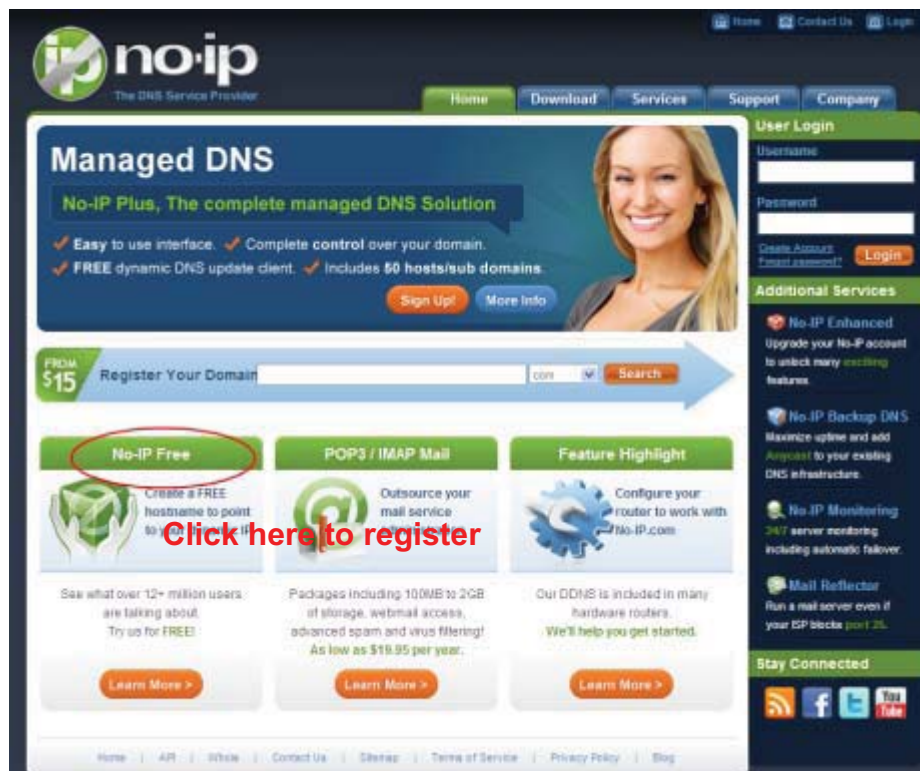 Home Contact Us Login
ip no·ip
The DNS Service Provider
Home Download Services Support Company
Managed DNS
No-IP Plus, The complete managed DNS Solution
Easy to use interface. Complete control over your domain.
FREE dynamic DNS update client. Includes 50 hosts/sub domains.
Sign Up! More Info
User Login
Username
Password
Create Account
Forgot password?
Login
FROM
$15
Register Your Domain
com
Search
No-IP Free
Create a FREE
hostname to point
to your dynamic IP
Click here to register
See what over 12+ million users
are talking about.
Try us for FREE!
Learn More >
POP3 / IMAP Mail
Outsource your
mail service
Packages including 100MB to 2GB
of storage, webmail access,
advanced spam and virus filtering!
As low as $19.95 per year.
Learn More >
Feature Highlight
Configure your
router to work with
No-IP.com
Our DDNS is included in many
hardware routers.
We'll help you get started.
Learn More >
Additional Services
No-IP Enhanced
Upgrade your No-IP account
to unlock many exciting
features.
No-IP Backup DNS
Maximize uptime and add
Anycast to your existing
DNS infrastructure.
No-IP Monitoring
24/7 server monitoring
including automatic failover.
Mail Reflector
Run a mail server even if
your ISP blocks port 25.
Stay Connected
f t You
Tube
Home | API | Whois | Contact Us | Sitemap | Terms of Service | Privacy Policy | Blog